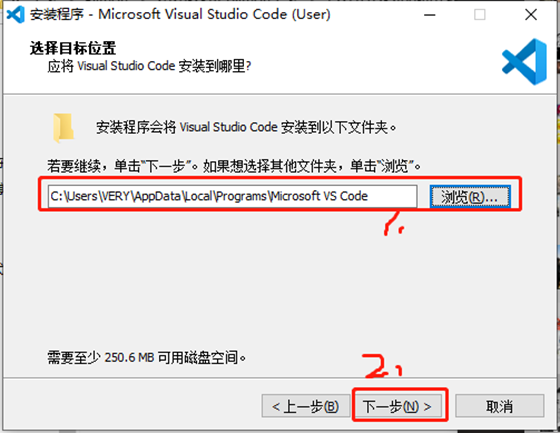 安装程序 - Microsoft Visual Studio Code (User)
选择目标位置
应将 Visual Studio Code 安装到哪里?
安装程序会将 Visual Studio Code 安装到以下文件夹。
若要继续，单击“下一步”。如果想选择其他文件夹，单击“浏览”。
C:\Users\VERY\AppData\Local\Programs\Microsoft VS Code
浏览(R)...
1.
需要至少 250.6 MB 可用磁盘空间。
2.
< 上一步(B)
下一步(N) >
取消